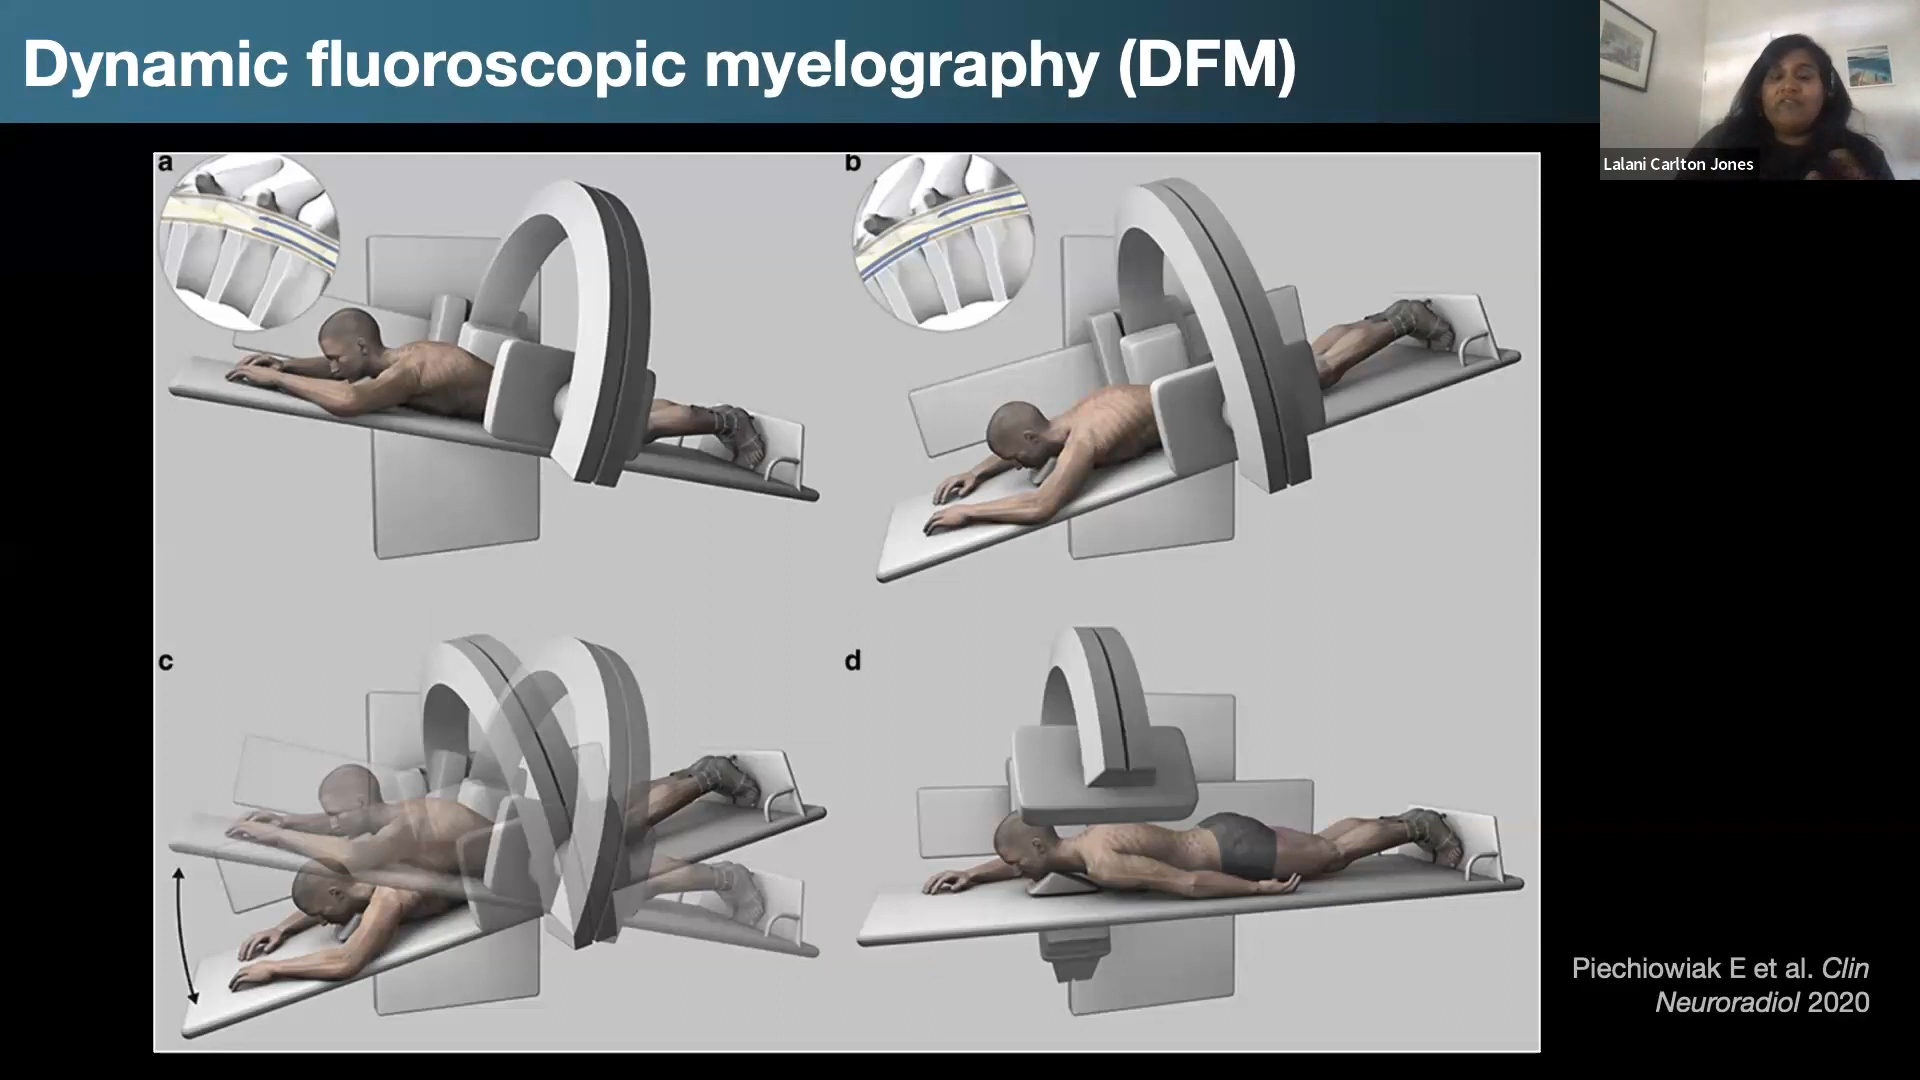 Dynamic fluoroscopic myelography (DFM)
Lalani Carlton Jones
a
b
c
d
Piechiowiak E et al. Clin
Neuroradiol 2020